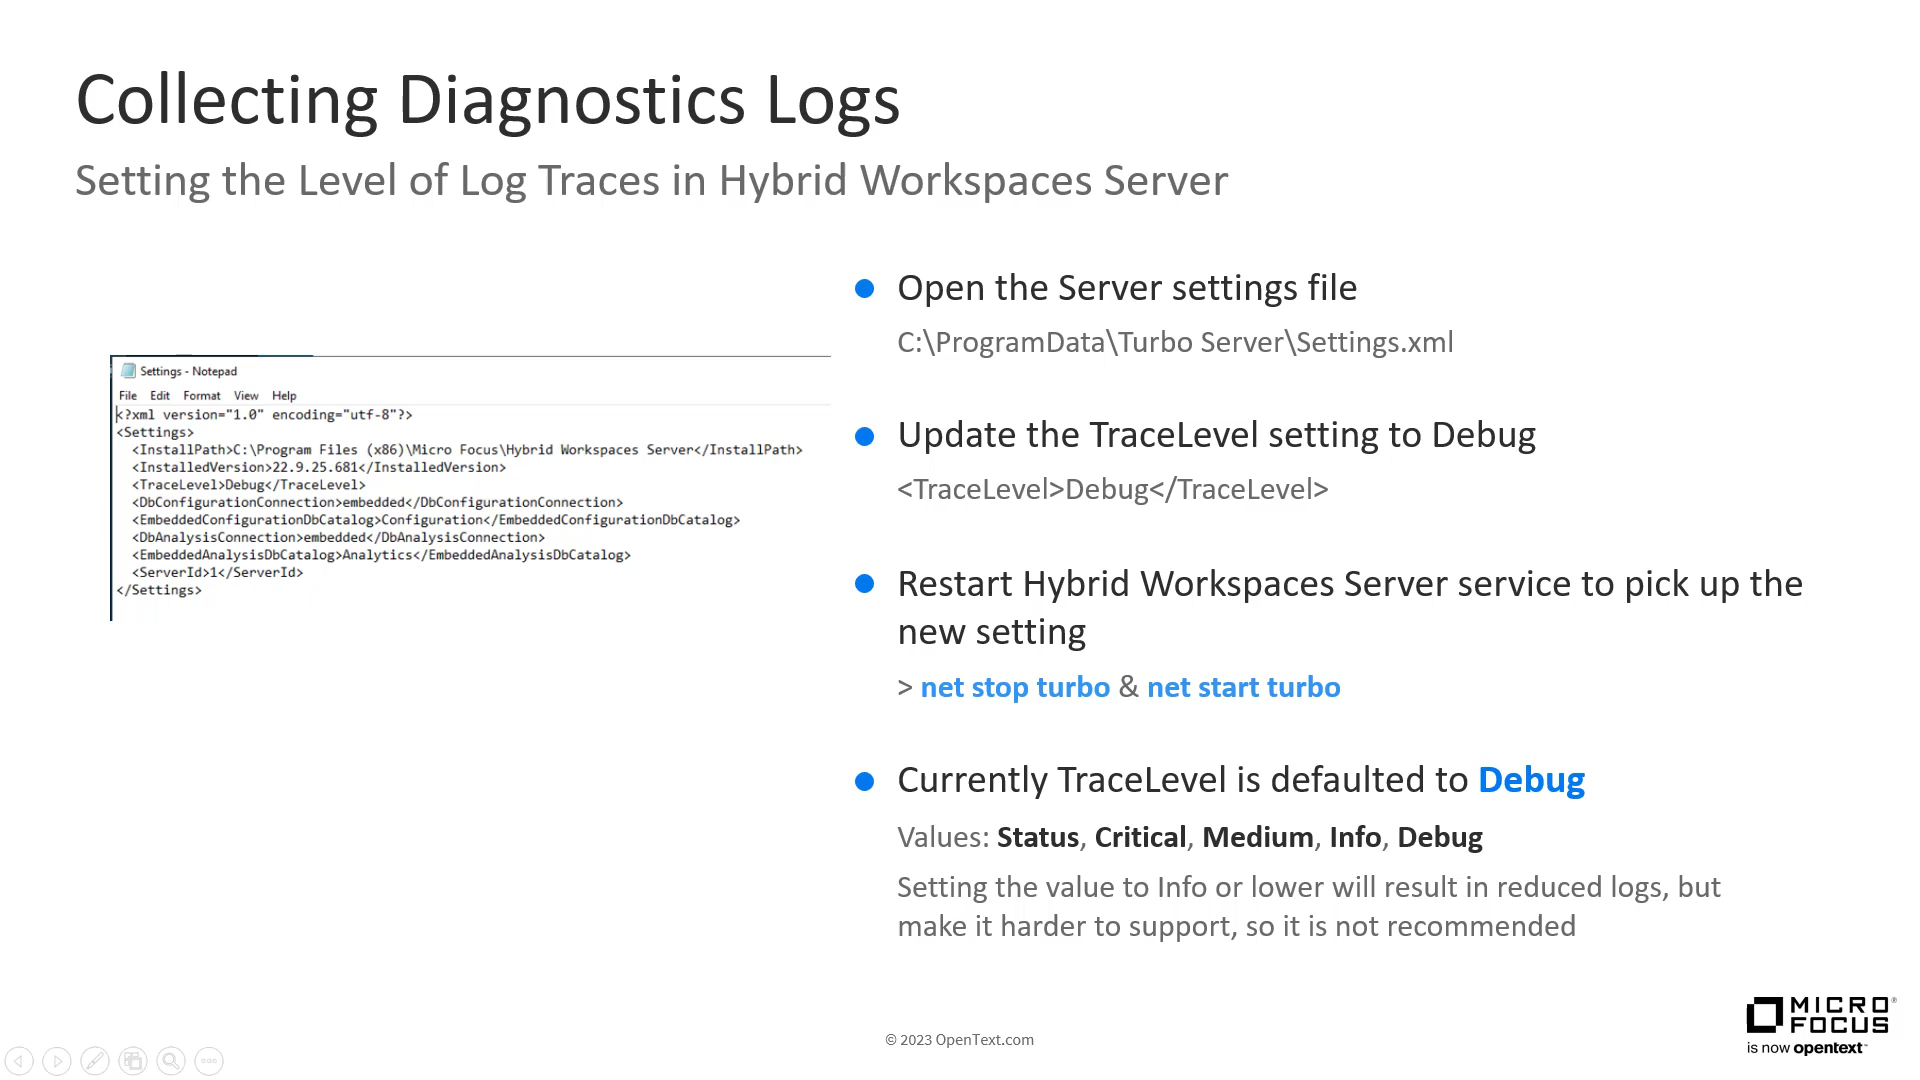 Collecting Diagnostics Logs
Setting the Level of Log Traces in Hybrid Workspaces Server
Settings - Notepad
File Edit Format View Help
<?xml version="1.0" encoding="utf-8"?>
<Settings>
<InstallPath>C:\Program Files (x86)\Micro Focus\Hybrid Workspaces Server</InstallPath>
<InstalledVersion>22.9.25.681</InstalledVersion>
<TraceLevel>Debug</TraceLevel>
<DbConfigurationConnection>embedded</DbConfigurationConnection>
<EmbeddedConfigurationDbCatalog>Configuration</EmbeddedConfigurationDbCatalog>
<DbAnalysisConnection>embedded</DbAnalysisConnection>
<EmbeddedAnalysisDbCatalog>Analytics</EmbeddedAnalysisDbCatalog>
<ServerId>1</ServerId>
</Settings>
Open the Server settings file
C:\ProgramData\Turbo Server\Settings.xml
Update the TraceLevel setting to Debug
<TraceLevel>Debug</TraceLevel>
Restart Hybrid Workspaces Server service to pick up the
new setting
> net stop turbo & net start turbo
Currently TraceLevel is defaulted to Debug
Values: Status, Critical, Medium, Info, Debug
Setting the value to Info or lower will result in reduced logs, but
make it harder to support, so it is not recommended
© 2023 OpenText.com
MICRO
FOCUS
is now opentext™